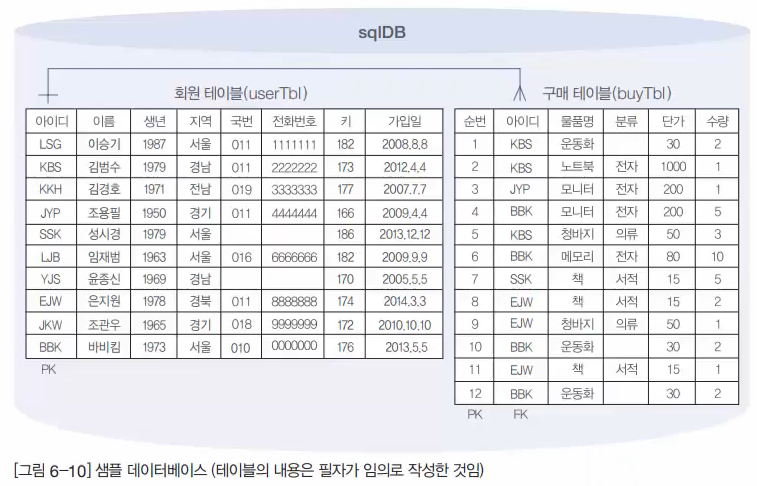 sqlDB
회원 테이블(userTbl)
아이디 이름 생년 지역 국번 전화번호 키 가입일
LSG 이승기 1987 서울 011 1111111 182 2008.8.8
KBS 김범수 1979 경남 011 2222222 173 2012.4.4
KKH 김경호 1971 전남 019 3333333 177 2007.7.7
JYP 조용필 1950 경기 011 4444444 166 2009.4.4
SSK 성시경 1979 서울 186 2013.12.12
LJB 임재범 1963 서울 016 6666666 182 2009.9.9
YJS 윤종신 1969 경남 170 2005.5.5
EJW 은지원 1978 경북 011 8888888 174 2014.3.3
JKW 조관우 1965 경기 018 9999999 172 2010.10.10
BBK 바비킴 1973 서울 010 0000000 176 2013.5.5
PK
구매 테이블(buyTbl)
순번 아이디 물품명 분류 단가 수량
1 KBS 운동화 30 2
2 KBS 노트북 전자 1000 1
3 JYP 모니터 전자 200 1
4 BBK 모니터 전자 200 5
5 KBS 청바지 의류 50 3
6 BBK 메모리 전자 80 10
7 SSK 책 서적 15 5
8 EJW 책 서적 15 2
9 EJW 청바지 의류 50 1
10 BBK 운동화 30 2
11 EJW 책 서적 15 1
12 BBK 운동화 30 2
PK FK
[그림 6-10] 샘플 데이터베이스 (테이블의 내용은 필자가 임의로 작성한 것임)